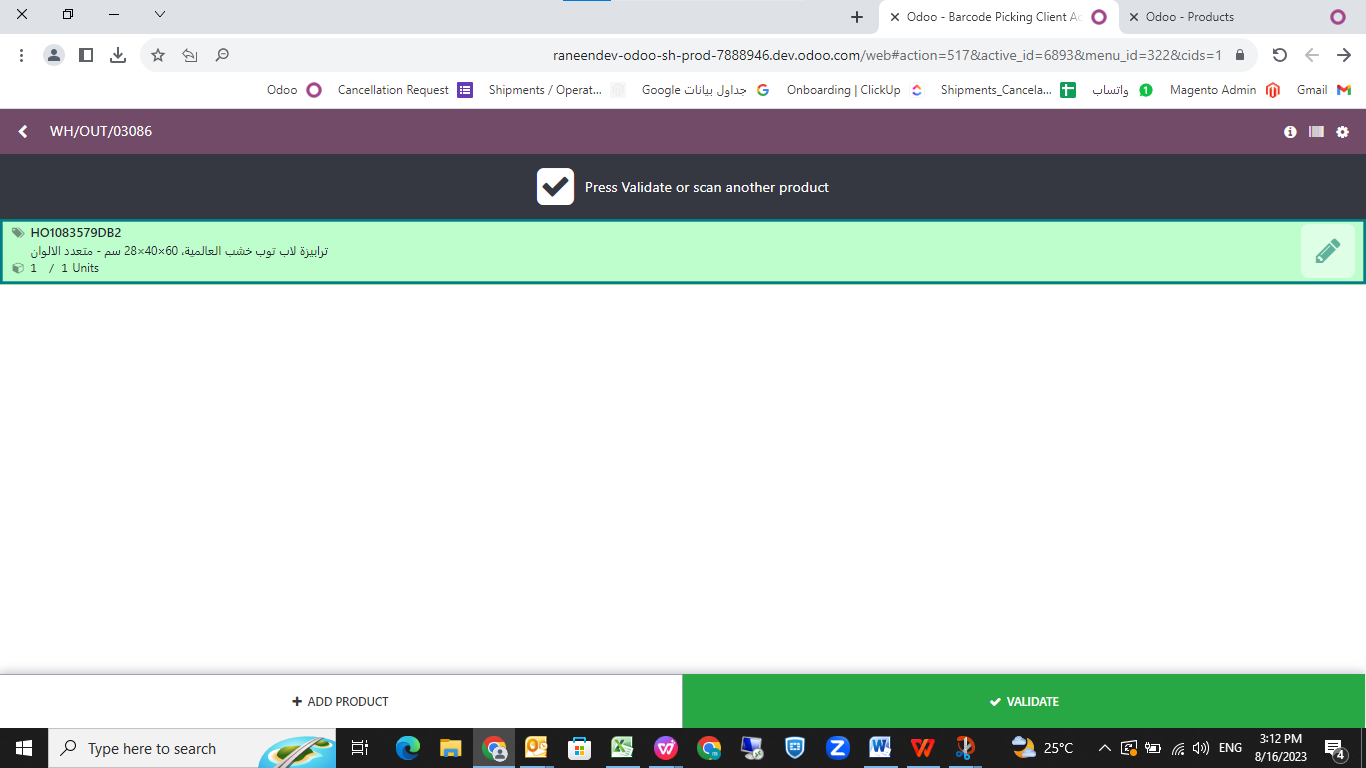 Odoo - Barcode Picking Client Ac
Odoo - Products
raneendev-odoo-sh-prod-7888946.dev.odoo.com/web#action=517&active_id=6893&menu_id=322&cids=1
Odoo
Cancellation Request
Shipments / Operat...
جداول بيانات Google
Onboarding | ClickUp
Shipments_Cancela...
واتساب
1
Magento Admin
Gmail
WH/OUT/03086
Press Validate or scan another product
HO1083579DB2
ترابيزة لاب توب خشب العالمية، 60×40×28 سم - متعدد الالوان
1 / 1 Units
ADD PRODUCT
VALIDATE
Type here to search
25°C
ENG
3:12 PM
8/16/2023
4